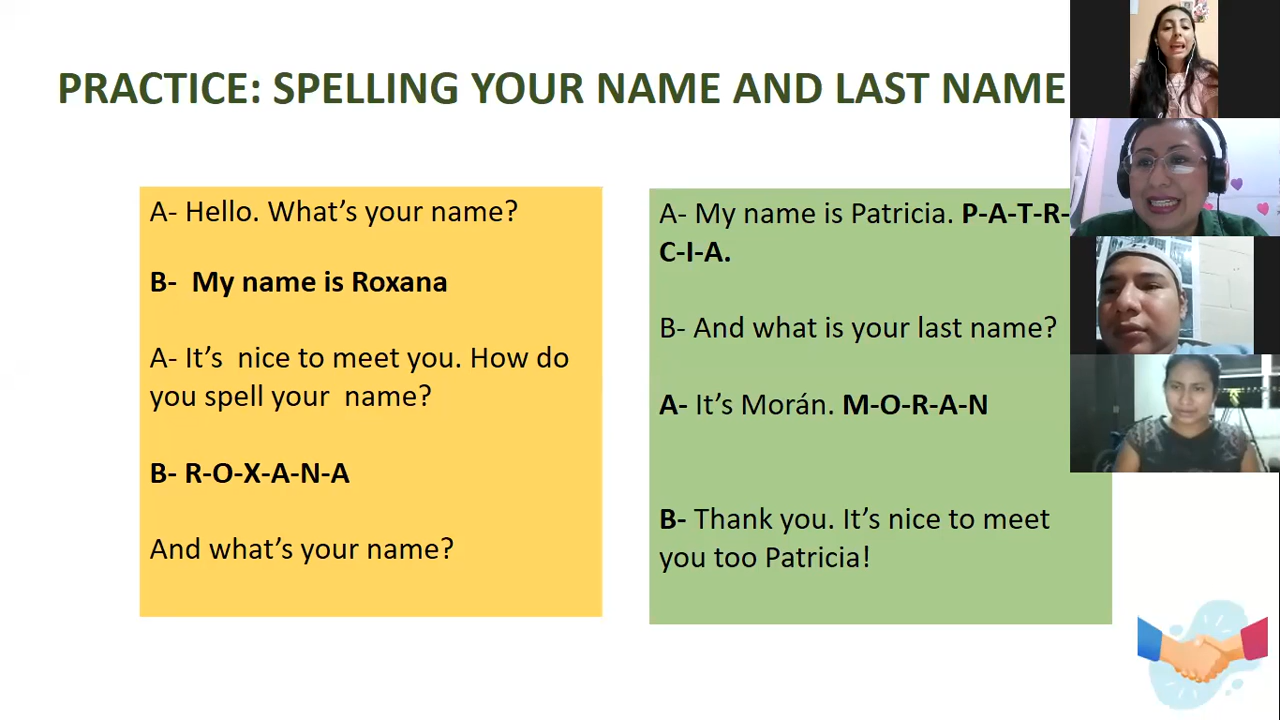 PRACTICE: SPELLING YOUR NAME AND LAST NAME
A- Hello. What's your name?
B- My name is Roxana
A- It's nice to meet you. How do
you spell your name?
B- R-O-X-A-N-A
And what's your name?
A- My name is Patricia. P-A-T-R-
C-I-A.
B- And what is your last name?
A- It's Morán. M-O-R-A-N
B- Thank you. It's nice to meet
you too Patricia!